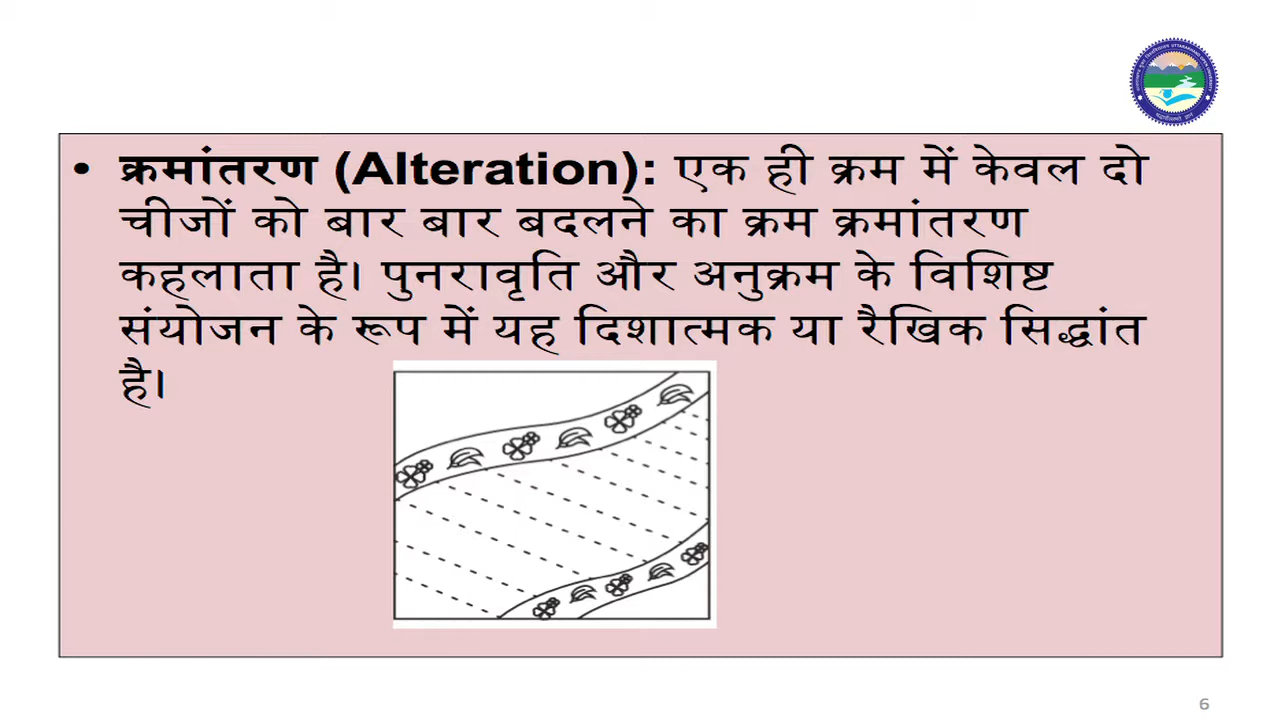 • क्रमांतरण (Alteration): एक ही क्रम में केवल दो
चीजों को बार बार बदलने का क्रम क्रमांतरण
कहलाता है। पुनरावृति और अनुक्रम के विशिष्ट
संयोजन के रूप में यह दिशात्मक या रैखिक सिद्धांत
है।
6